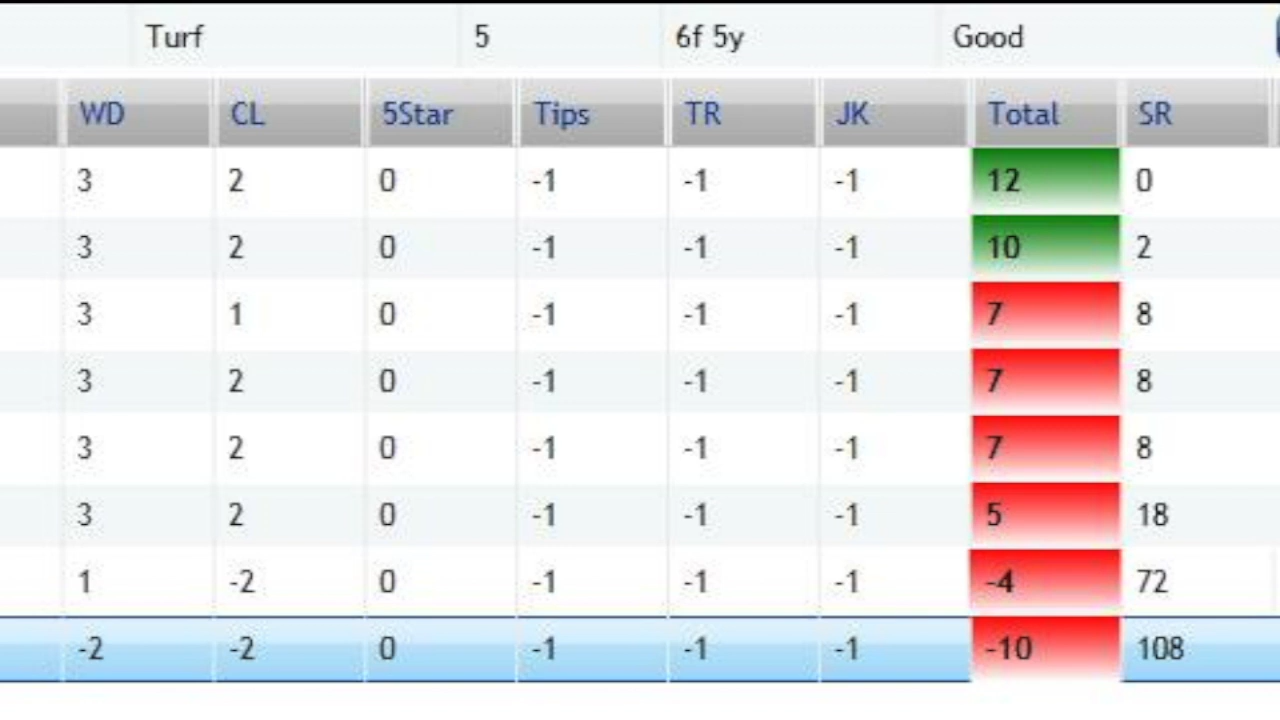 Turf 5 6f 5y Good
WD CL 5Star Tips TR JK Total SR
3 2 0 -1 -1 -1 12 0
3 2 0 -1 -1 -1 10 2
3 1 0 -1 -1 -1 7 8
3 2 0 -1 -1 -1 7 8
3 2 0 -1 -1 -1 7 8
3 2 0 -1 -1 -1 5 18
1 -2 0 -1 -1 -1 -4 72
-2 -2 0 -1 -1 -1 -10 108